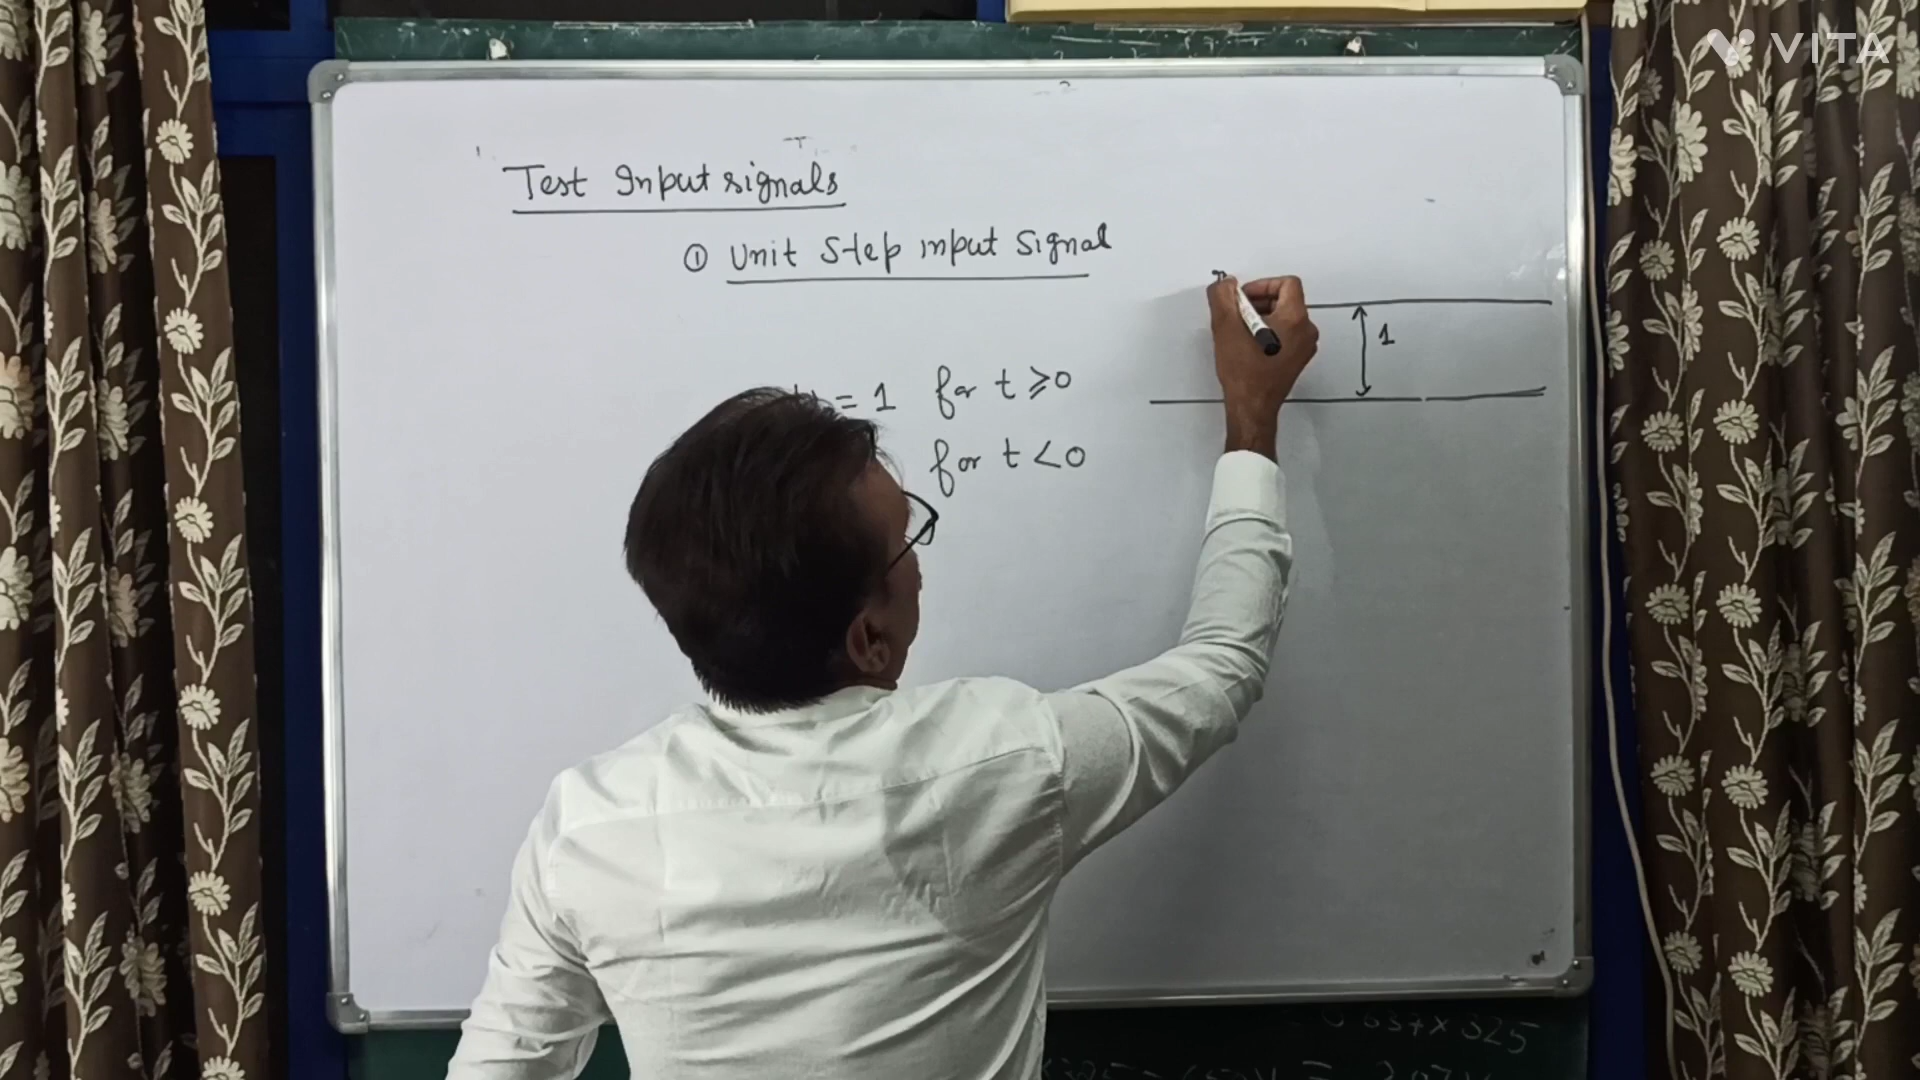 VITA
Test Input signals
① Unit Step input Signal
= 1 for t ≥ 0
for t < 0
1